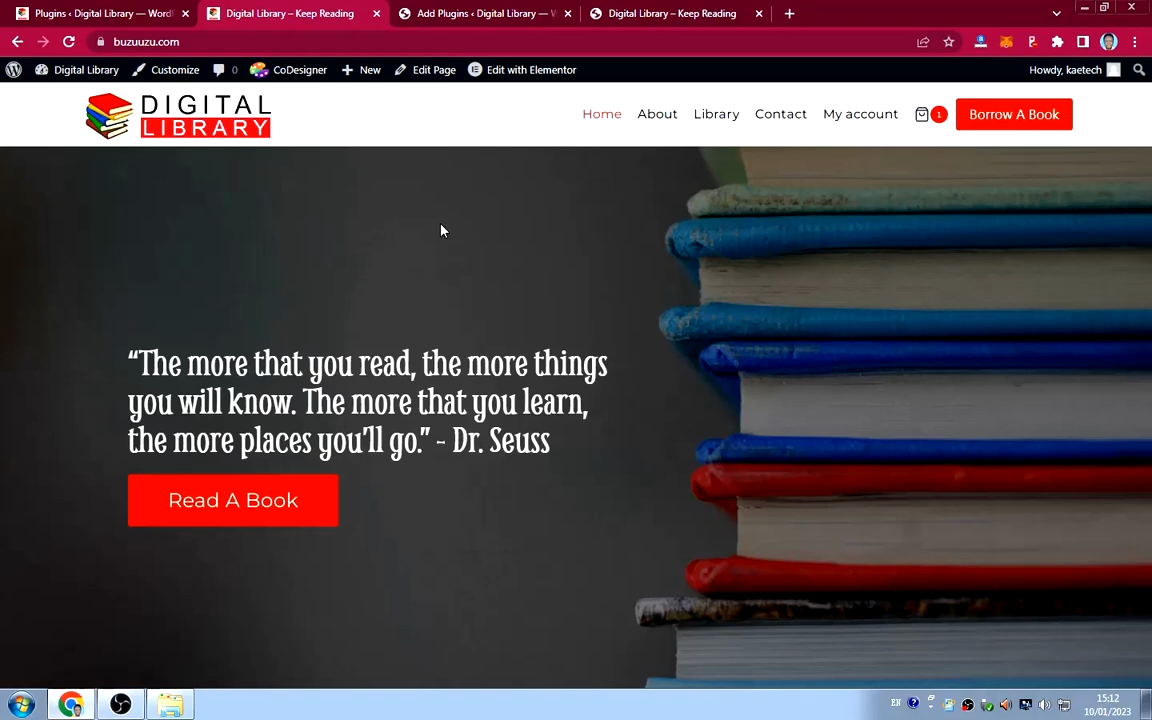 Plugins ‹ Digital Library — WordP
Digital Library – Keep Reading
Add Plugins ‹ Digital Library — W
Digital Library – Keep Reading
buzuuzu.com
Digital Library
Customize
0
CoDesigner
New
Edit Page
Edit with Elementor
Howdy, kaetech
DIGITAL
LIBRARY
Home
About
Library
Contact
My account
1
Borrow A Book
“The more that you read, the more things
you will know. The more that you learn,
the more places you’ll go.” - Dr. Seuss
Read A Book
EN
15:12
10/01/2023